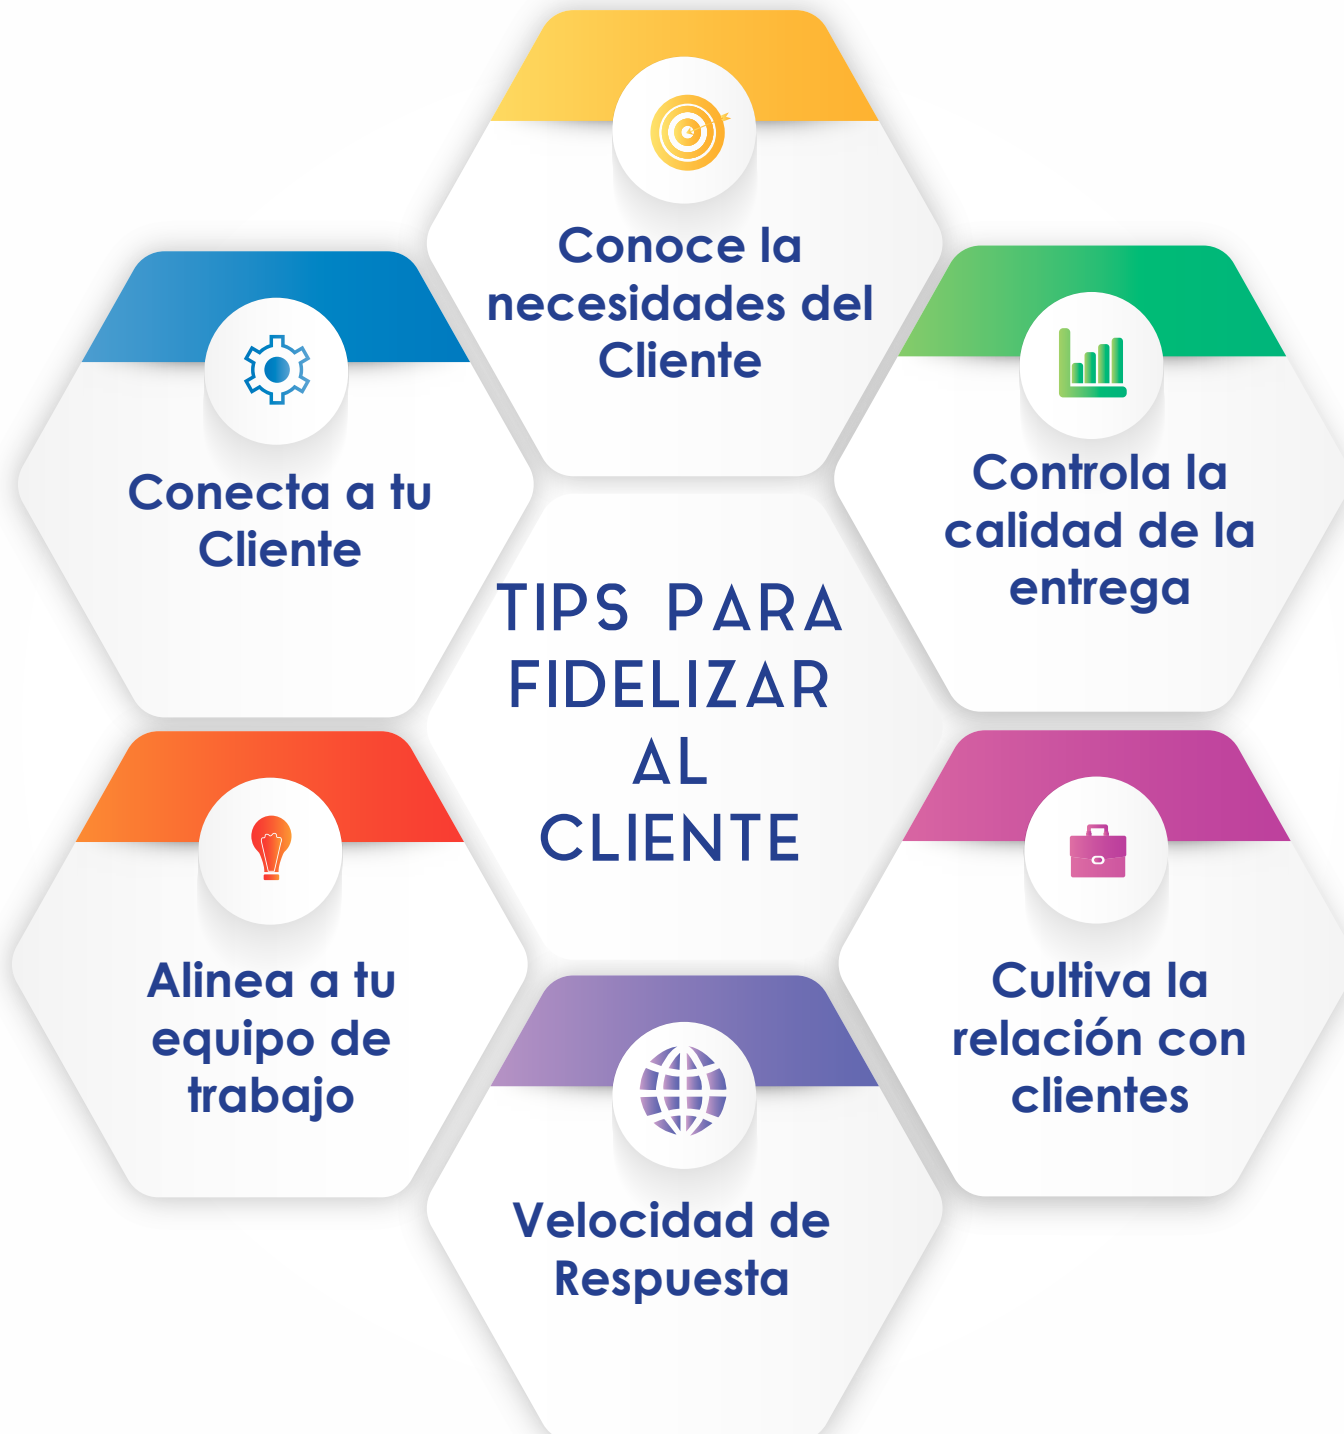 Conoce la
necesidades del
Cliente
Conecta a tu
Cliente
Controla la
calidad de la
entrega
TIPS PARA
FIDELIZAR
AL
CLIENTE
Alinea a tu
equipo de
trabajo
Cultiva la
relación con
clientes
Velocidad de
Respuesta